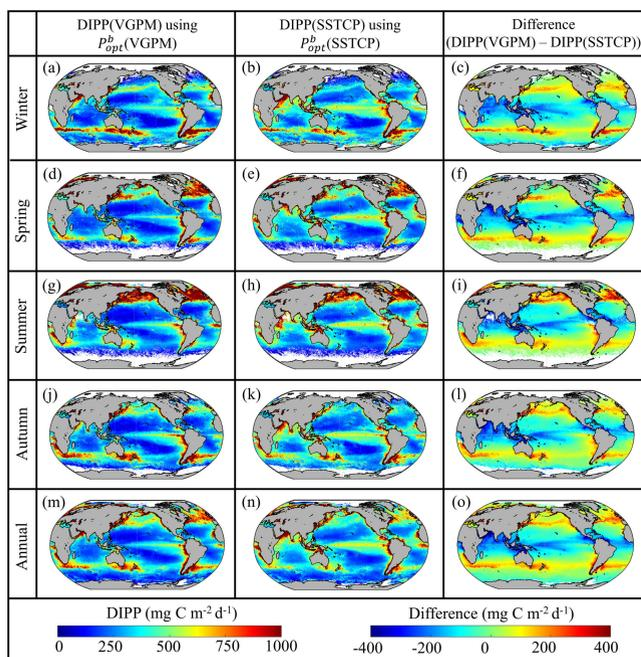 DIPP(VGPM) using
P^b_opt(VGPM)
DIPP(SSTCP) using
P^b_opt(SSTCP)
Difference
(DIPP(VGPM) – DIPP(SSTCP))
Winter
(a)
(b)
(c)
Spring
(d)
(e)
(f)
Summer
(g)
(h)
(i)
Autumn
(j)
(k)
(l)
Annual
(m)
(n)
(o)
DIPP (mg C m⁻² d⁻¹)
0 250 500 750 1000
Difference (mg C m⁻² d⁻¹)
-400 -200 0 200 400